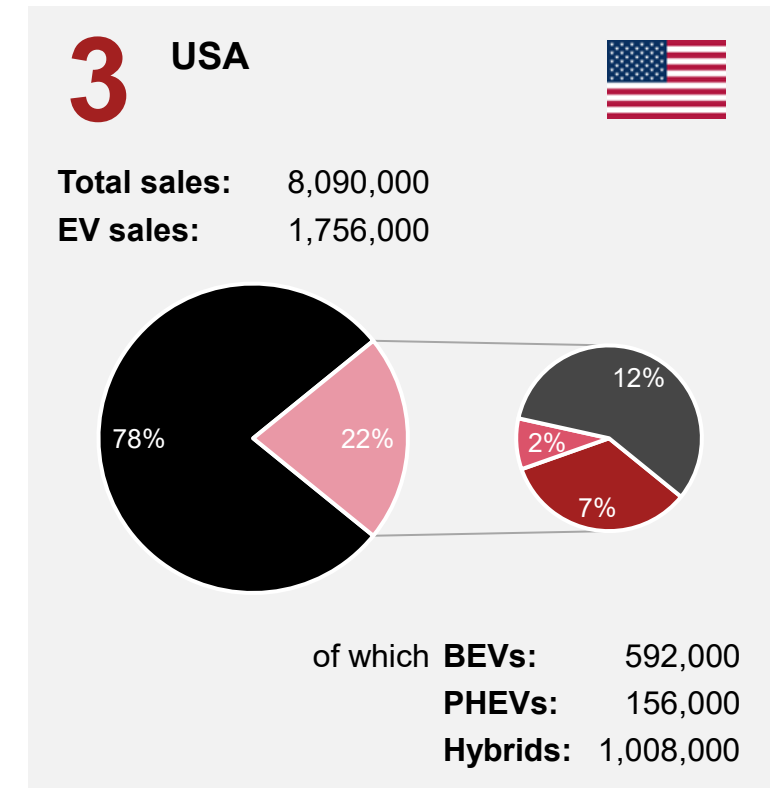 3 USA
Total sales: 8,090,000
EV sales: 1,756,000
78%
22%
12%
2%
7%
of which BEVs: 592,000
PHEVs: 156,000
Hybrids: 1,008,000